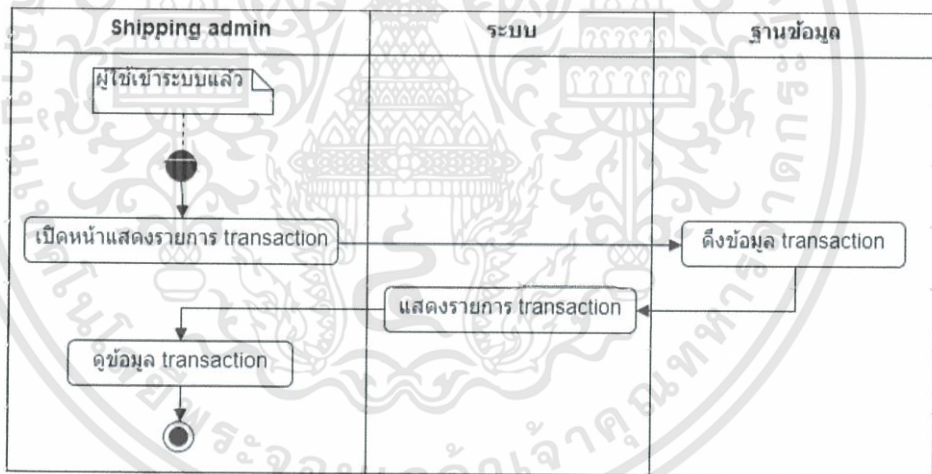 Shipping admin
ระบบ
ฐานข้อมูล
ผู้ใช้เข้าระบบแล้ว
เปิดหน้าแสดงรายการ transaction
ดึงข้อมูล transaction
แสดงรายการ transaction
ดูข้อมูล transaction